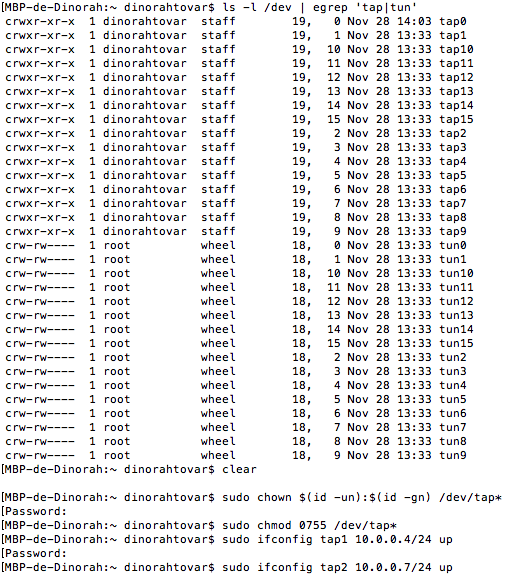 [MBP-de-Dinorah:~ dinorahtovar$ ls -l /dev | egrep 'tap|tun'
crwxr-xr-x 1 dinorahtovar staff 19, 0 Nov 28 14:03 tap0
crwxr-xr-x 1 dinorahtovar staff 19, 1 Nov 28 13:33 tap1
crwxr-xr-x 1 dinorahtovar staff 19, 10 Nov 28 13:33 tap10
crwxr-xr-x 1 dinorahtovar staff 19, 11 Nov 28 13:33 tap11
crwxr-xr-x 1 dinorahtovar staff 19, 12 Nov 28 13:33 tap12
crwxr-xr-x 1 dinorahtovar staff 19, 13 Nov 28 13:33 tap13
crwxr-xr-x 1 dinorahtovar staff 19, 14 Nov 28 13:33 tap14
crwxr-xr-x 1 dinorahtovar staff 19, 15 Nov 28 13:33 tap15
crwxr-xr-x 1 dinorahtovar staff 19, 2 Nov 28 13:33 tap2
crwxr-xr-x 1 dinorahtovar staff 19, 3 Nov 28 13:33 tap3
crwxr-xr-x 1 dinorahtovar staff 19, 4 Nov 28 13:33 tap4
crwxr-xr-x 1 dinorahtovar staff 19, 5 Nov 28 13:33 tap5
crwxr-xr-x 1 dinorahtovar staff 19, 6 Nov 28 13:33 tap6
crwxr-xr-x 1 dinorahtovar staff 19, 7 Nov 28 13:33 tap7
crwxr-xr-x 1 dinorahtovar staff 19, 8 Nov 28 13:33 tap8
crwxr-xr-x 1 dinorahtovar staff 19, 9 Nov 28 13:33 tap9
crw-rw---- 1 root wheel 18, 0 Nov 28 13:33 tun0
crw-rw---- 1 root wheel 18, 1 Nov 28 13:33 tun1
crw-rw---- 1 root wheel 18, 10 Nov 28 13:33 tun10
crw-rw---- 1 root wheel 18, 11 Nov 28 13:33 tun11
crw-rw---- 1 root wheel 18, 12 Nov 28 13:33 tun12
crw-rw---- 1 root wheel 18, 13 Nov 28 13:33 tun13
crw-rw---- 1 root wheel 18, 14 Nov 28 13:33 tun14
crw-rw---- 1 root wheel 18, 15 Nov 28 13:33 tun15
crw-rw---- 1 root wheel 18, 2 Nov 28 13:33 tun2
crw-rw---- 1 root wheel 18, 3 Nov 28 13:33 tun3
crw-rw---- 1 root wheel 18, 4 Nov 28 13:33 tun4
crw-rw---- 1 root wheel 18, 5 Nov 28 13:33 tun5
crw-rw---- 1 root wheel 18, 6 Nov 28 13:33 tun6
crw-rw---- 1 root wheel 18, 7 Nov 28 13:33 tun7
crw-rw---- 1 root wheel 18, 8 Nov 28 13:33 tun8
crw-rw---- 1 root wheel 18, 9 Nov 28 13:33 tun9
[MBP-de-Dinorah:~ dinorahtovar$ clear
[MBP-de-Dinorah:~ dinorahtovar$ sudo chown $(id -un):$(id -gn) /dev/tap*
[Password:
[MBP-de-Dinorah:~ dinorahtovar$ sudo chmod 0755 /dev/tap*
[MBP-de-Dinorah:~ dinorahtovar$ sudo ifconfig tap1 10.0.0.4/24 up
[Password:
[MBP-de-Dinorah:~ dinorahtovar$ sudo ifconfig tap2 10.0.0.7/24 up